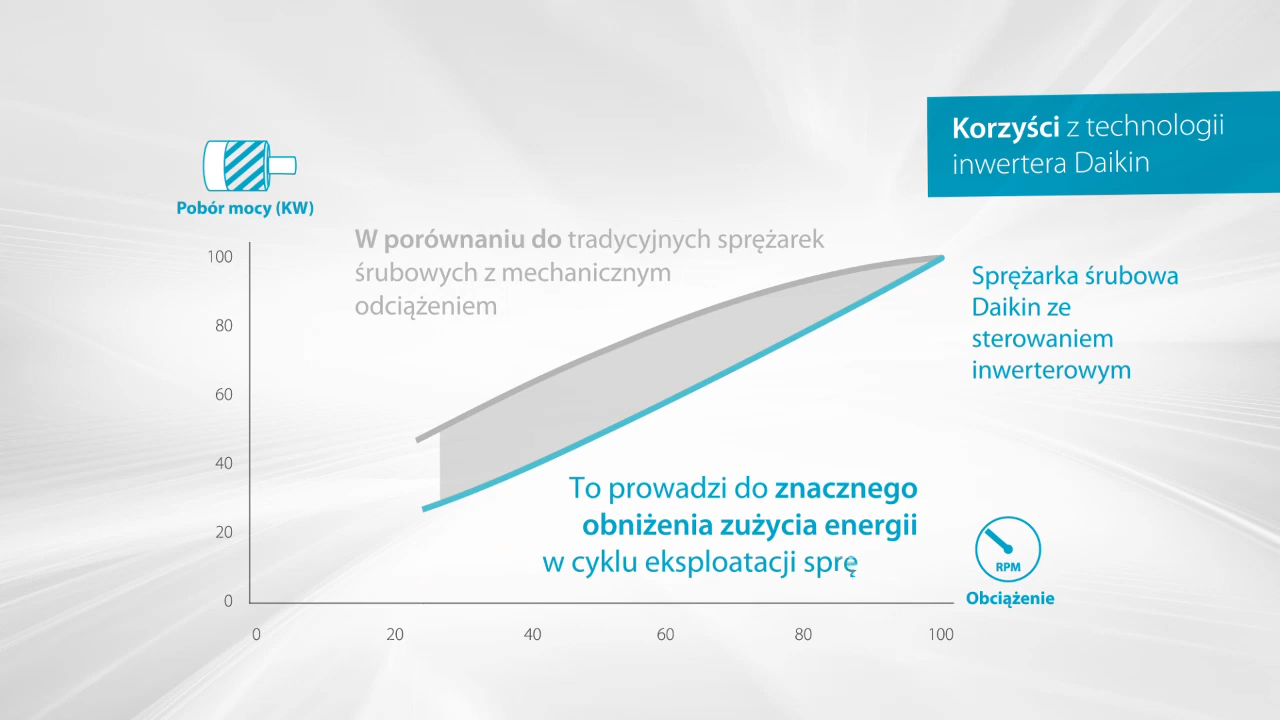 Korzyści z technologii
inwertera Daikin
Pobór mocy (KW)
W porównaniu do tradycyjnych sprężarek
śrubowych z mechanicznym
odciążeniem
Sprężarka śrubowa
Daikin ze
sterowaniem
inwerterowym
100
80
60
40
20
0
To prowadzi do znacznego
obniżenia zużycia energii
w cyklu eksploatacji sprę
RPM
Obciążenie
0 20 40 60 80 100